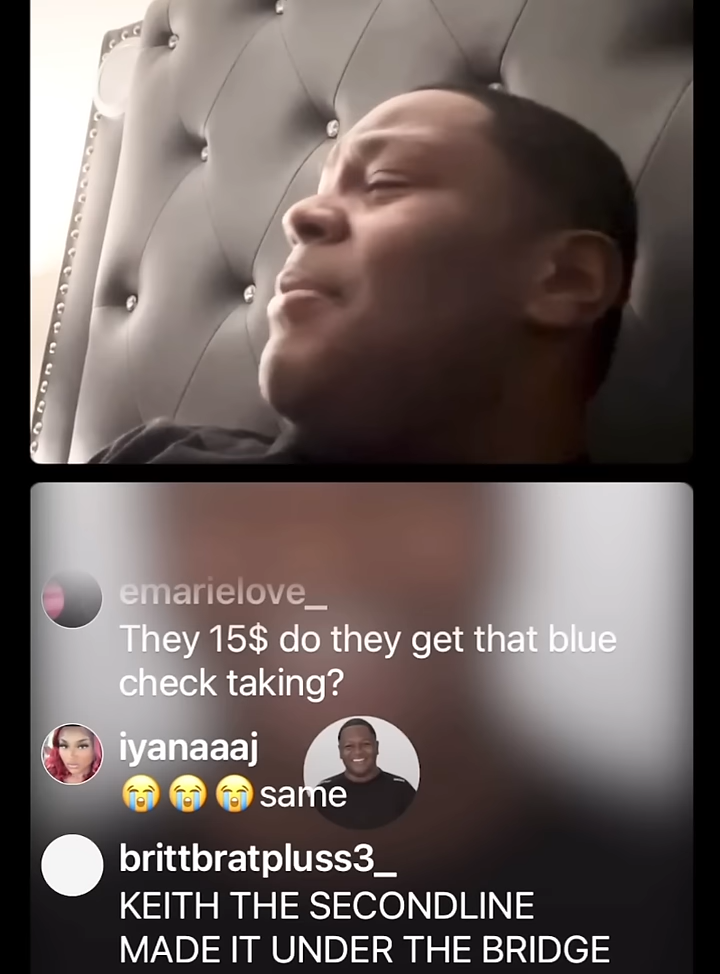 emarielove_
They 15$ do they get that blue
check taking?
iyanaaaj
😭😭😭same
brittbratpluss3_
KEITH THE SECONDLINE
MADE IT UNDER THE BRIDGE